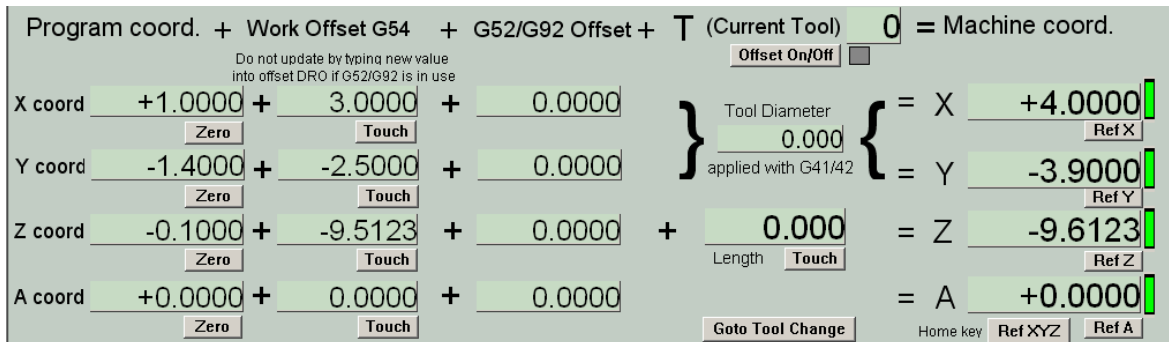 Program coord. + Work Offset G54 + G52/G92 Offset + T (Current Tool) 0 = Machine coord.
Do not update by typing new value
into offset DRO if G52/G92 is in use
Offset On/Off
X coord +1.0000 + 3.0000 + 0.0000 } Tool Diameter { = X +4.0000
Zero Touch 0.000 Ref X
Y coord -1.4000 + -2.5000 + 0.0000 applied with G41/42 = Y -3.9000
Zero Touch Ref Y
Z coord -0.1000 + -9.5123 + 0.0000 + 0.000 = Z -9.6123
Zero Touch Length Touch Ref Z
A coord +0.0000 + 0.0000 + 0.0000 = A +0.0000
Zero Touch Goto Tool Change Home key Ref XYZ Ref A